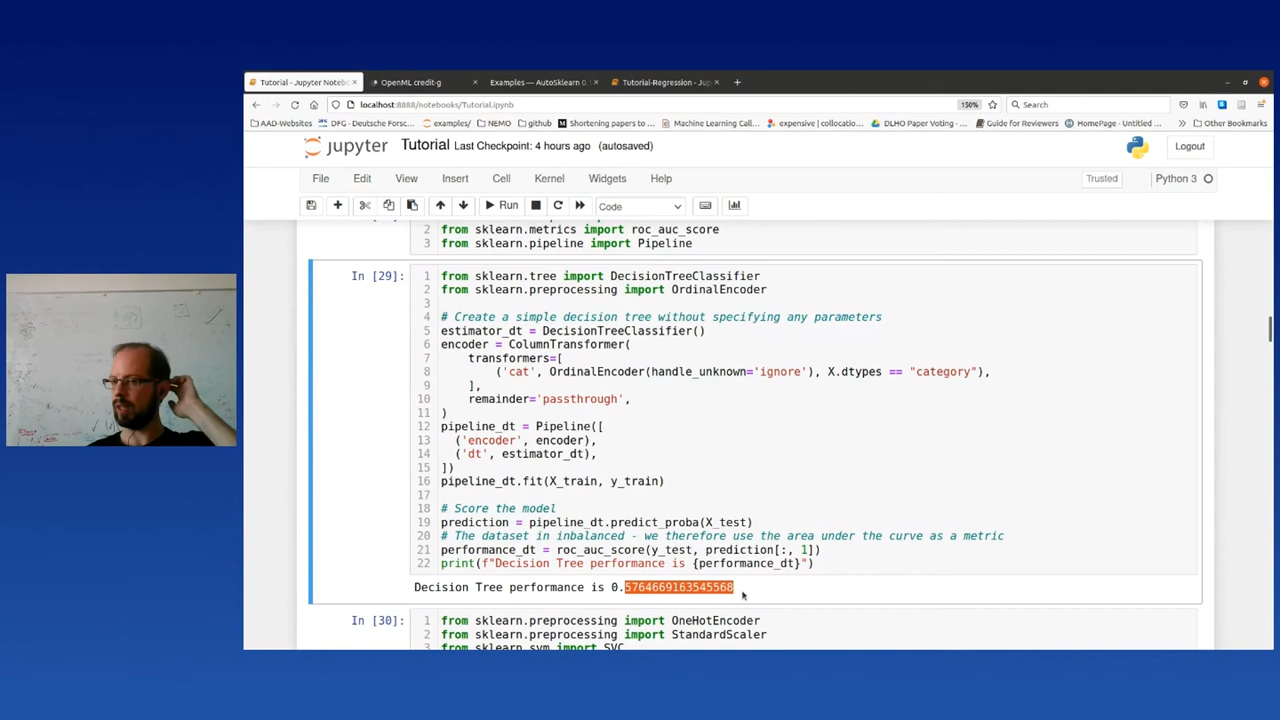 Tutorial - Jupyter Notebo
OpenML credit-g
Examples — AutoSklearn 0.
Tutorial-Regression - Jup
localhost:8888/notebooks/Tutorial.ipynb
150%
Search
AAD-Websites
DFG - Deutsche Forsc...
examples/
NEMO
github
Shortening papers to ...
Machine Learning Call...
expensive | collocatio...
DLHO Paper Voting - ...
Guide for Reviewers
HomePage - Untitled ...
Other Bookmarks
jupyter
Tutorial Last Checkpoint: 4 hours ago (autosaved)
Logout
File Edit View Insert Cell Kernel Widgets Help
Trusted
Python 3
Run
Code
2 from sklearn.metrics import roc_auc_score
3 from sklearn.pipeline import Pipeline
In [29]:
1 from sklearn.tree import DecisionTreeClassifier
2 from sklearn.preprocessing import OrdinalEncoder
3
4 # Create a simple decision tree without specifying any parameters
5 estimator_dt = DecisionTreeClassifier()
6 encoder = ColumnTransformer(
7 transformers=[
8 ('cat', OrdinalEncoder(handle_unknown='ignore'), X.dtypes == "category"),
9 ],
10 remainder='passthrough',
11 )
12 pipeline_dt = Pipeline([
13 ('encoder', encoder),
14 ('dt', estimator_dt),
15 ])
16 pipeline_dt.fit(X_train, y_train)
17
18 # Score the model
19 prediction = pipeline_dt.predict_proba(X_test)
20 # The dataset in inbalanced - we therefore use the area under the curve as a metric
21 performance_dt = roc_auc_score(y_test, prediction[:, 1])
22 print(f"Decision Tree performance is {performance_dt}")
Decision Tree performance is 0.5764669163545568
In [30]:
1 from sklearn.preprocessing import OneHotEncoder
2 from sklearn.preprocessing import StandardScaler
3 from sklearn.svm import SVC